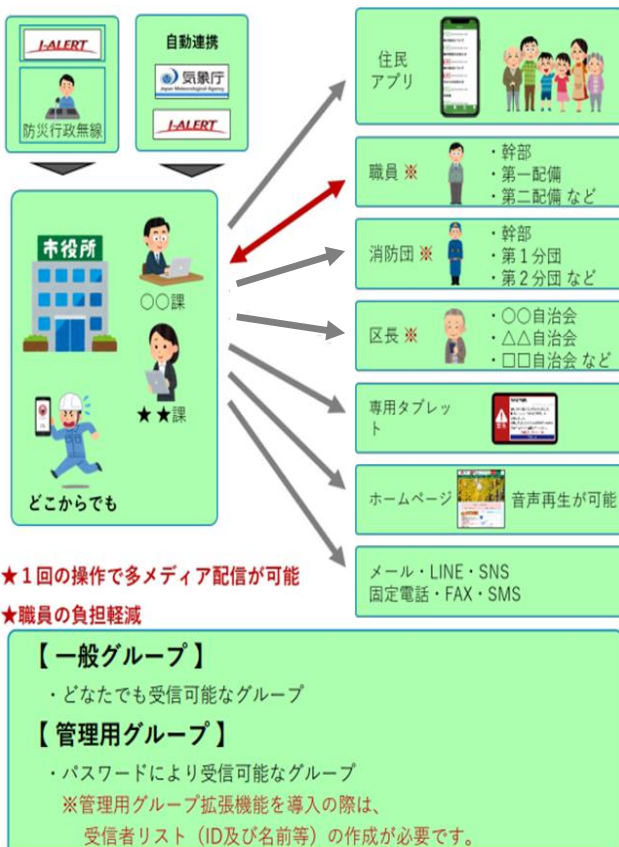 J-ALERT
防災行政無線
自動連携
気象庁
Japan Meteorological Agency
J-ALERT
市役所
○○課
★★課
どこからでも
住民
アプリ
職員 ※
・幹部
・第一配備
・第二配備 など
消防団 ※
・幹部
・第1分団
・第2分団 など
区長 ※
・○○自治会
・△△自治会
・□□自治会 など
専用タブレッ
ト
ホームページ
音声再生が可能
メール・LINE・SNS
固定電話・FAX・SMS
★1回の操作で多メディア配信が可能
★職員の負担軽減
【 一般グループ 】
・どなたでも受信可能なグループ
【 管理用グループ 】
・パスワードにより受信可能なグループ
※管理用グループ拡張機能を導入の際は、
受信者リスト（ID及び名前等）の作成が必要です。